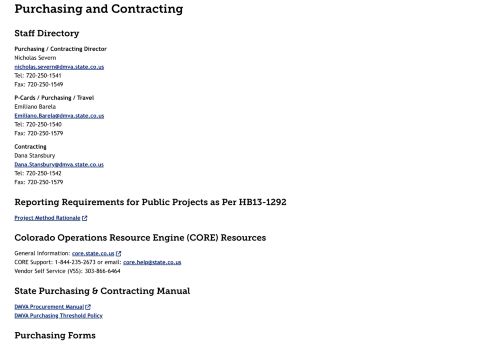 Purchasing and Contracting
Staff Directory
Purchasing / Contracting Director
Nicholas Severn
nicholas.severn@dmva.state.co.us
Tel: 720-250-1541
Fax: 720-250-1549
P-Cards / Purchasing / Travel
Emiliano Barela
Emiliano.Barela@dmva.state.co.us
Tel: 720-250-1540
Fax: 720-250-1579
Contracting
Dana Stansbury
Dana.Stansbury@dmva.state.co.us
Tel: 720-250-1542
Fax: 720-250-1579
Reporting Requirements for Public Projects as Per HB13-1292
Project Method Rationale
Colorado Operations Resource Engine (CORE) Resources
General Information: core.state.co.us
CORE Support: 1-844-235-2673 or email: core.help@state.co.us
Vendor Self Service (VSS): 303-866-6464
State Purchasing & Contracting Manual
DMVA Procurement Manual
DMVA Purchasing Threshold Policy
Purchasing Forms